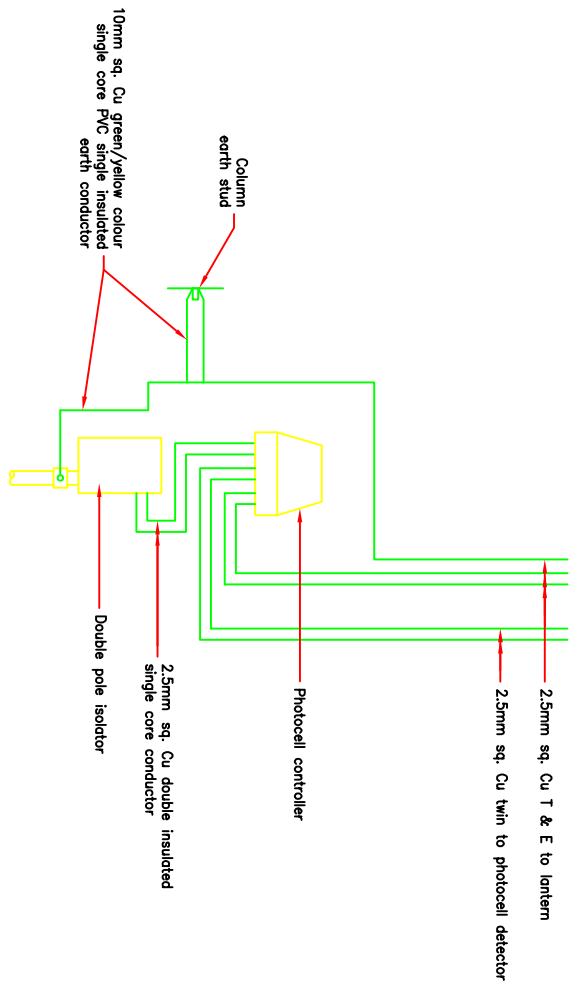 2.5mm sq. Cu T & E to lantern
2.5mm sq. Cu twin to photocell detector
Photocell controller
Column
earth stud
2.5mm sq. Cu double insulated
single core conductor
10mm sq. Cu green/yellow colour
single core PVC single insulated
earth conductor
Double pole isolator